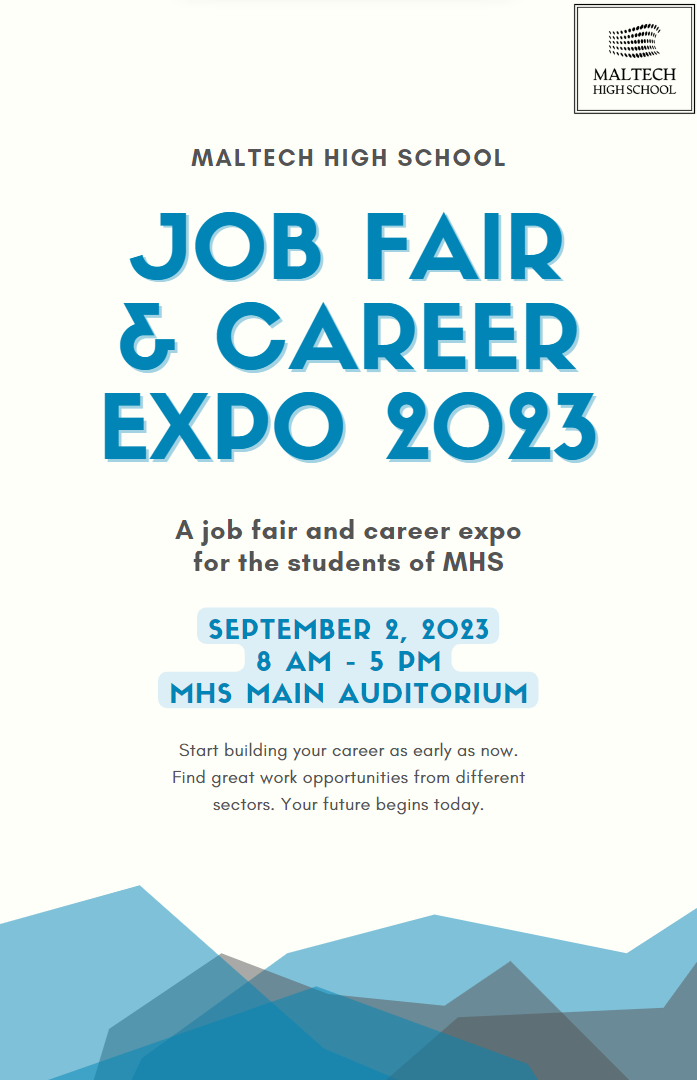 MALTECH
HIGH SCHOOL
MALTECH HIGH SCHOOL
JOB FAIR
& CAREER
EXPO 2023
A job fair and career expo
for the students of MHS
SEPTEMBER 2, 2023
8 AM - 5 PM
MHS MAIN AUDITORIUM
Start building your career as early as now.
Find great work opportunities from different
sectors. Your future begins today.